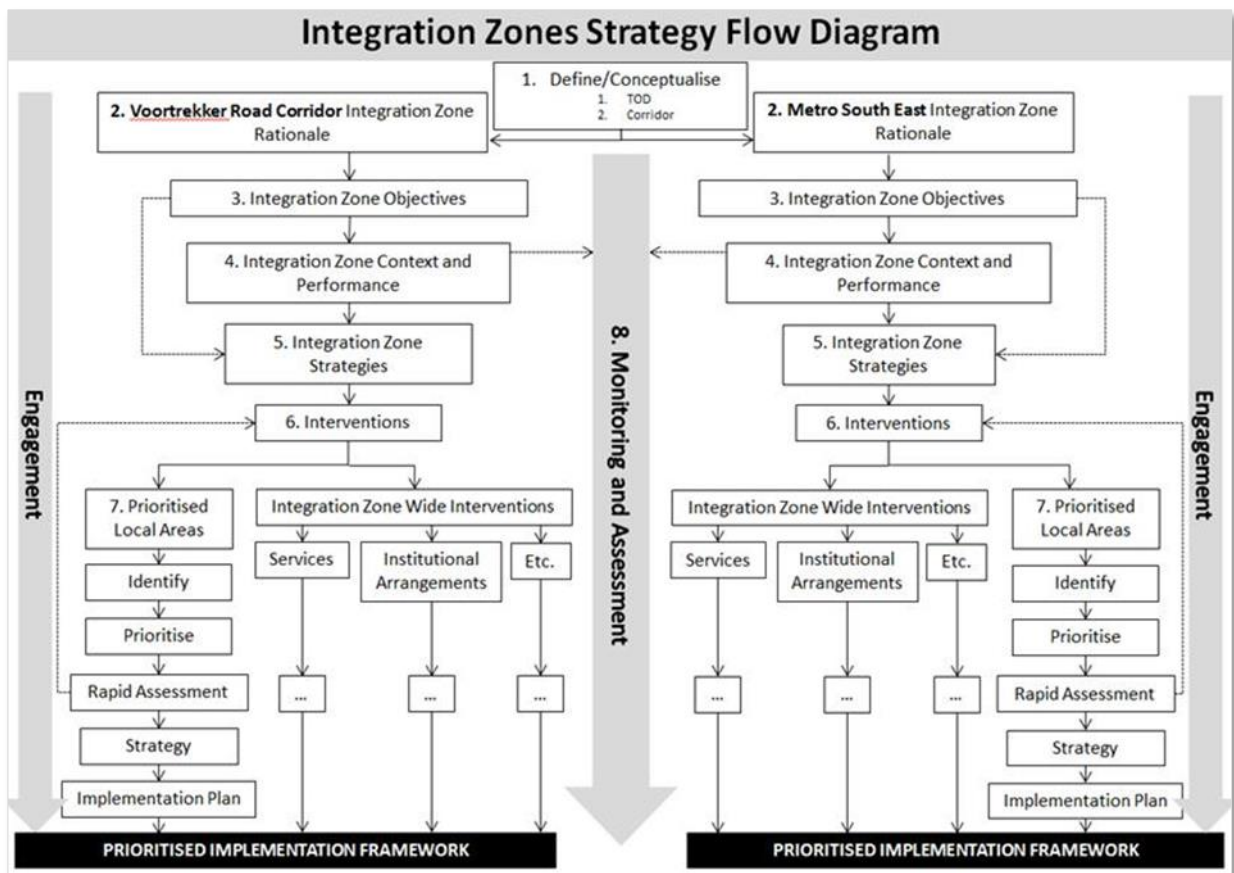 Integration Zones Strategy Flow Diagram
1. Define/Conceptualise
1. TOD
2. Corridor
2. Voortrekker Road Corridor Integration Zone
Rationale
3. Integration Zone Objectives
4. Integration Zone Context and
Performance
5. Integration Zone
Strategies
6. Interventions
7. Prioritised
Local Areas
Identify
Prioritise
Rapid Assessment
Strategy
Implementation Plan
Integration Zone Wide Interventions
Services
...
Institutional
Arrangements
...
Etc.
...
PRIORITISED IMPLEMENTATION FRAMEWORK
Engagement
8. Monitoring and Assessment
2. Metro South East Integration Zone
Rationale
3. Integration Zone Objectives
4. Integration Zone Context and
Performance
5. Integration Zone
Strategies
6. Interventions
Integration Zone Wide Interventions
Services
...
Institutional
Arrangements
...
Etc.
...
7. Prioritised
Local Areas
Identify
Prioritise
Rapid Assessment
Strategy
Implementation Plan
PRIORITISED IMPLEMENTATION FRAMEWORK
Engagement